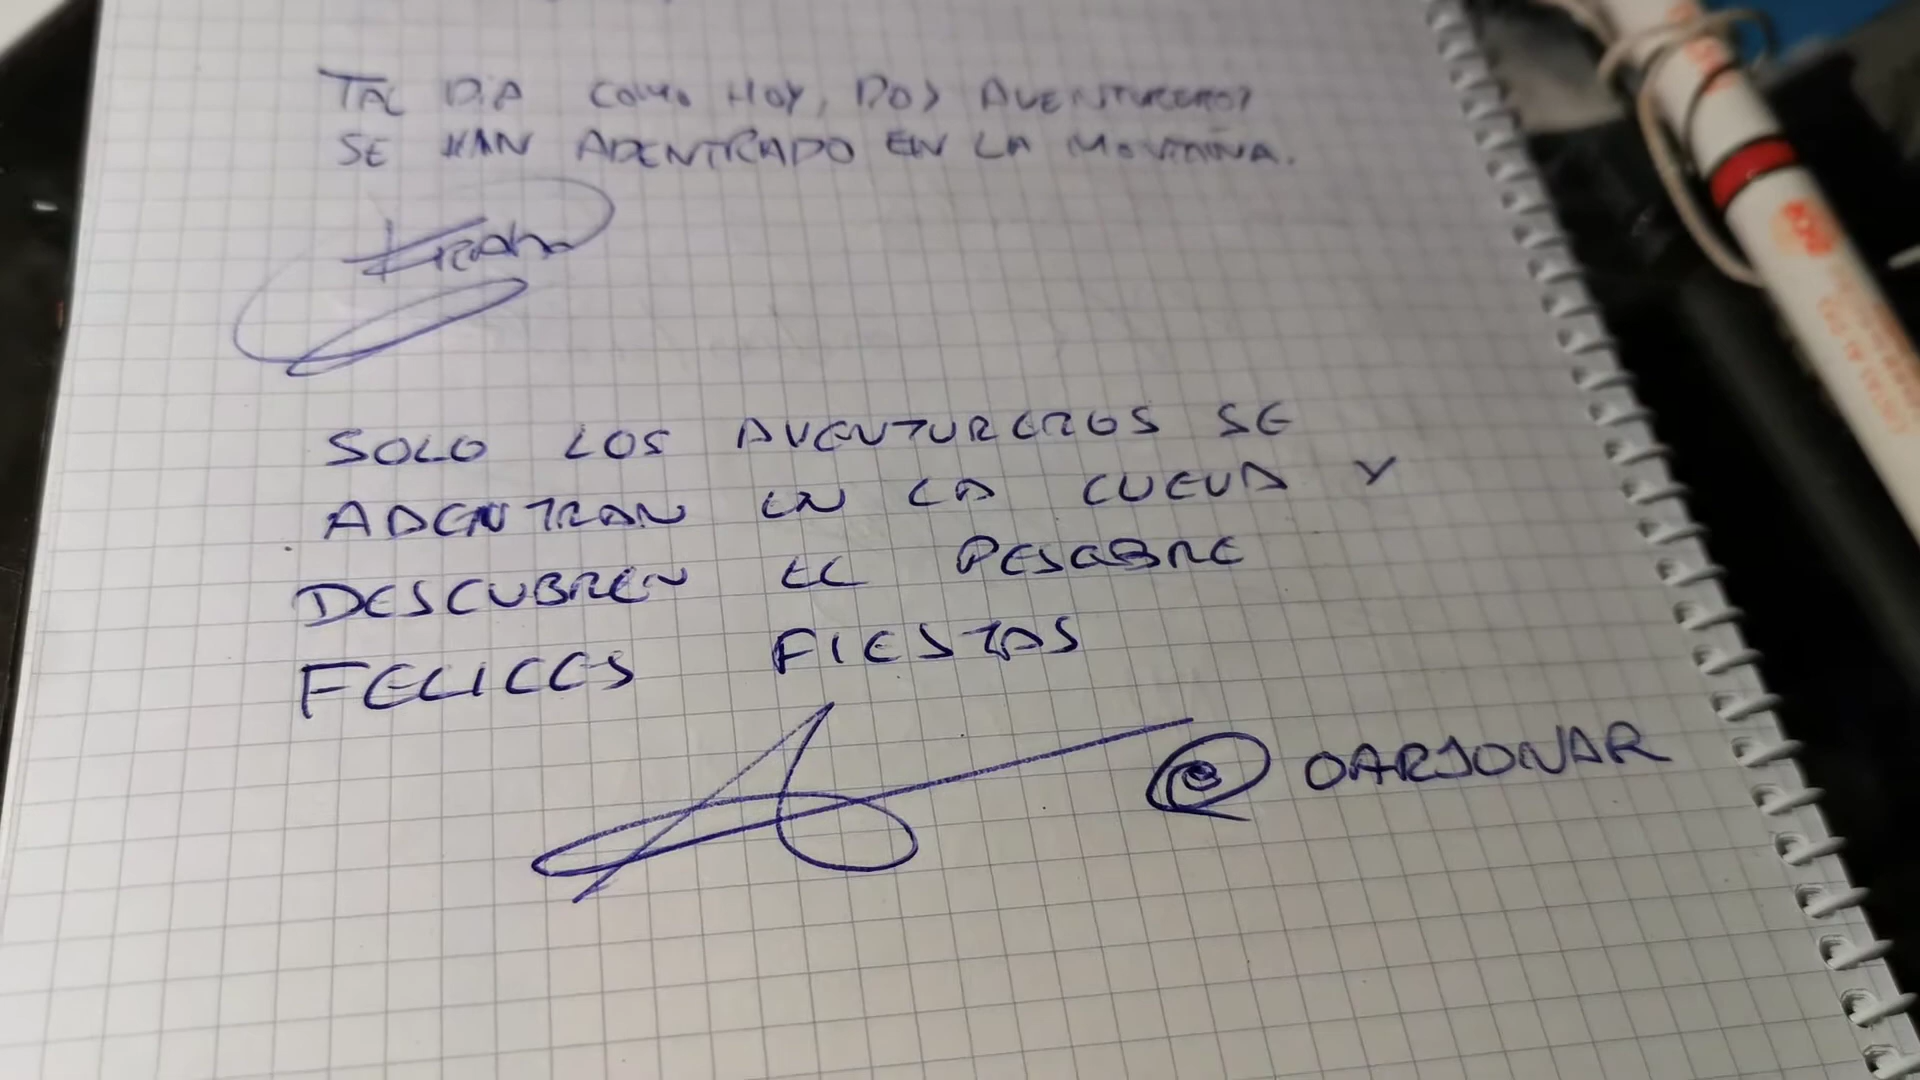 TAL DIA COMO HOY, DOS AVENTUREROS
SE HAN ADENTRADO EN LA MONTAÑA.
SOLO LOS AVENTUREROS SE
ADENTRAN EN LA CUEVA Y
DESCUBREN EL PESEBRE
FELICES FIESTAS
@ OARJONAR